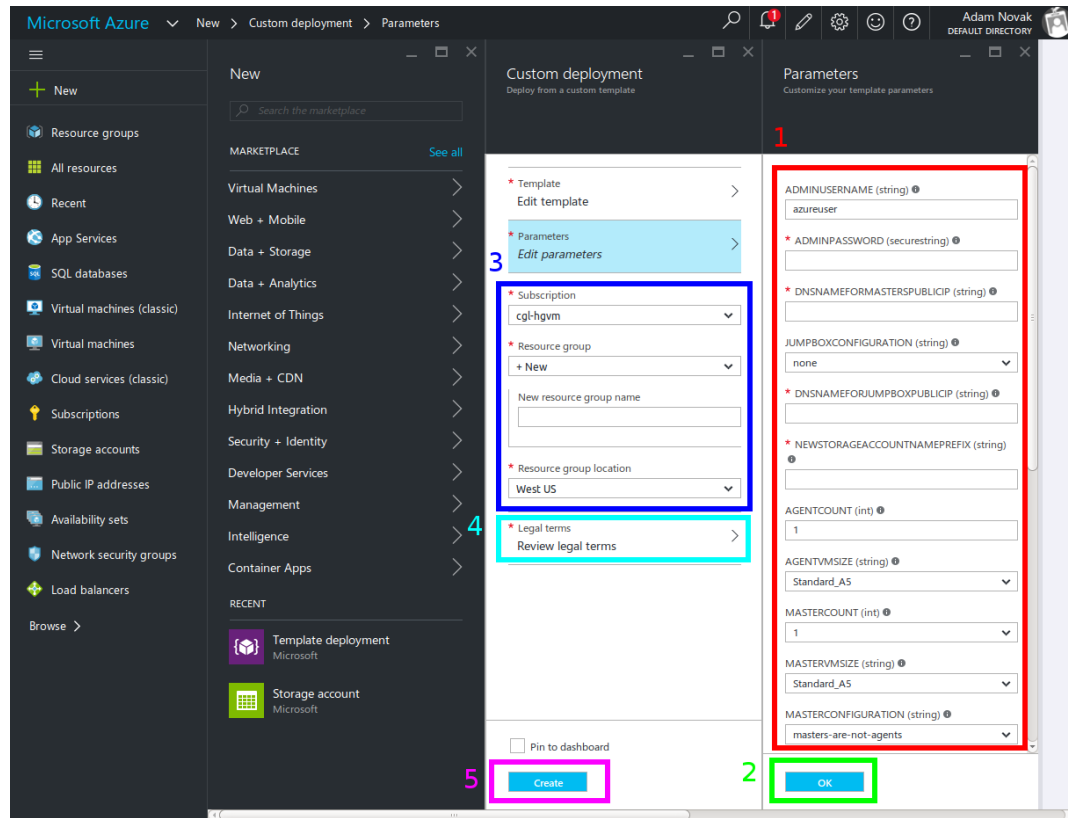 Microsoft Azure New > Custom deployment > Parameters
1
Adam Novak
DEFAULT DIRECTORY
New
Resource groups
All resources
Recent
App Services
SQL databases
Virtual machines (classic)
Virtual machines
Cloud services (classic)
Subscriptions
Storage accounts
Public IP addresses
Availability sets
Network security groups
Load balancers
Browse >
New
Search the marketplace
MARKETPLACE See all
Virtual Machines
Web + Mobile
Data + Storage
Data + Analytics
Internet of Things
Networking
Media + CDN
Hybrid Integration
Security + Identity
Developer Services
Management
Intelligence
Container Apps
RECENT
Template deployment
Microsoft
Storage account
Microsoft
Custom deployment
Deploy from a custom template
* Template
Edit template
* Parameters
Edit parameters
3
* Subscription
cgl-hgvm
* Resource group
+ New
New resource group name
* Resource group location
West US
4
* Legal terms
Review legal terms
Pin to dashboard
5
Create
Parameters
Customize your template parameters
1
ADMINUSERNAME (string)
azureuser
* ADMINPASSWORD (securestring)
* DNSNAMEFORMASTERSPUBLICIP (string)
JUMPBOXCONFIGURATION (string)
none
* DNSNAMEFORJUMPBOXPUBLICIP (string)
* NEWSTORAGEACCOUNTNAMEPREFIX (string)
AGENTCOUNT (int)
1
AGENTVMSIZE (string)
Standard_A5
MASTERCOUNT (int)
1
MASTERVMSIZE (string)
Standard_A5
MASTERCONFIGURATION (string)
masters-are-not-agents
2
OK